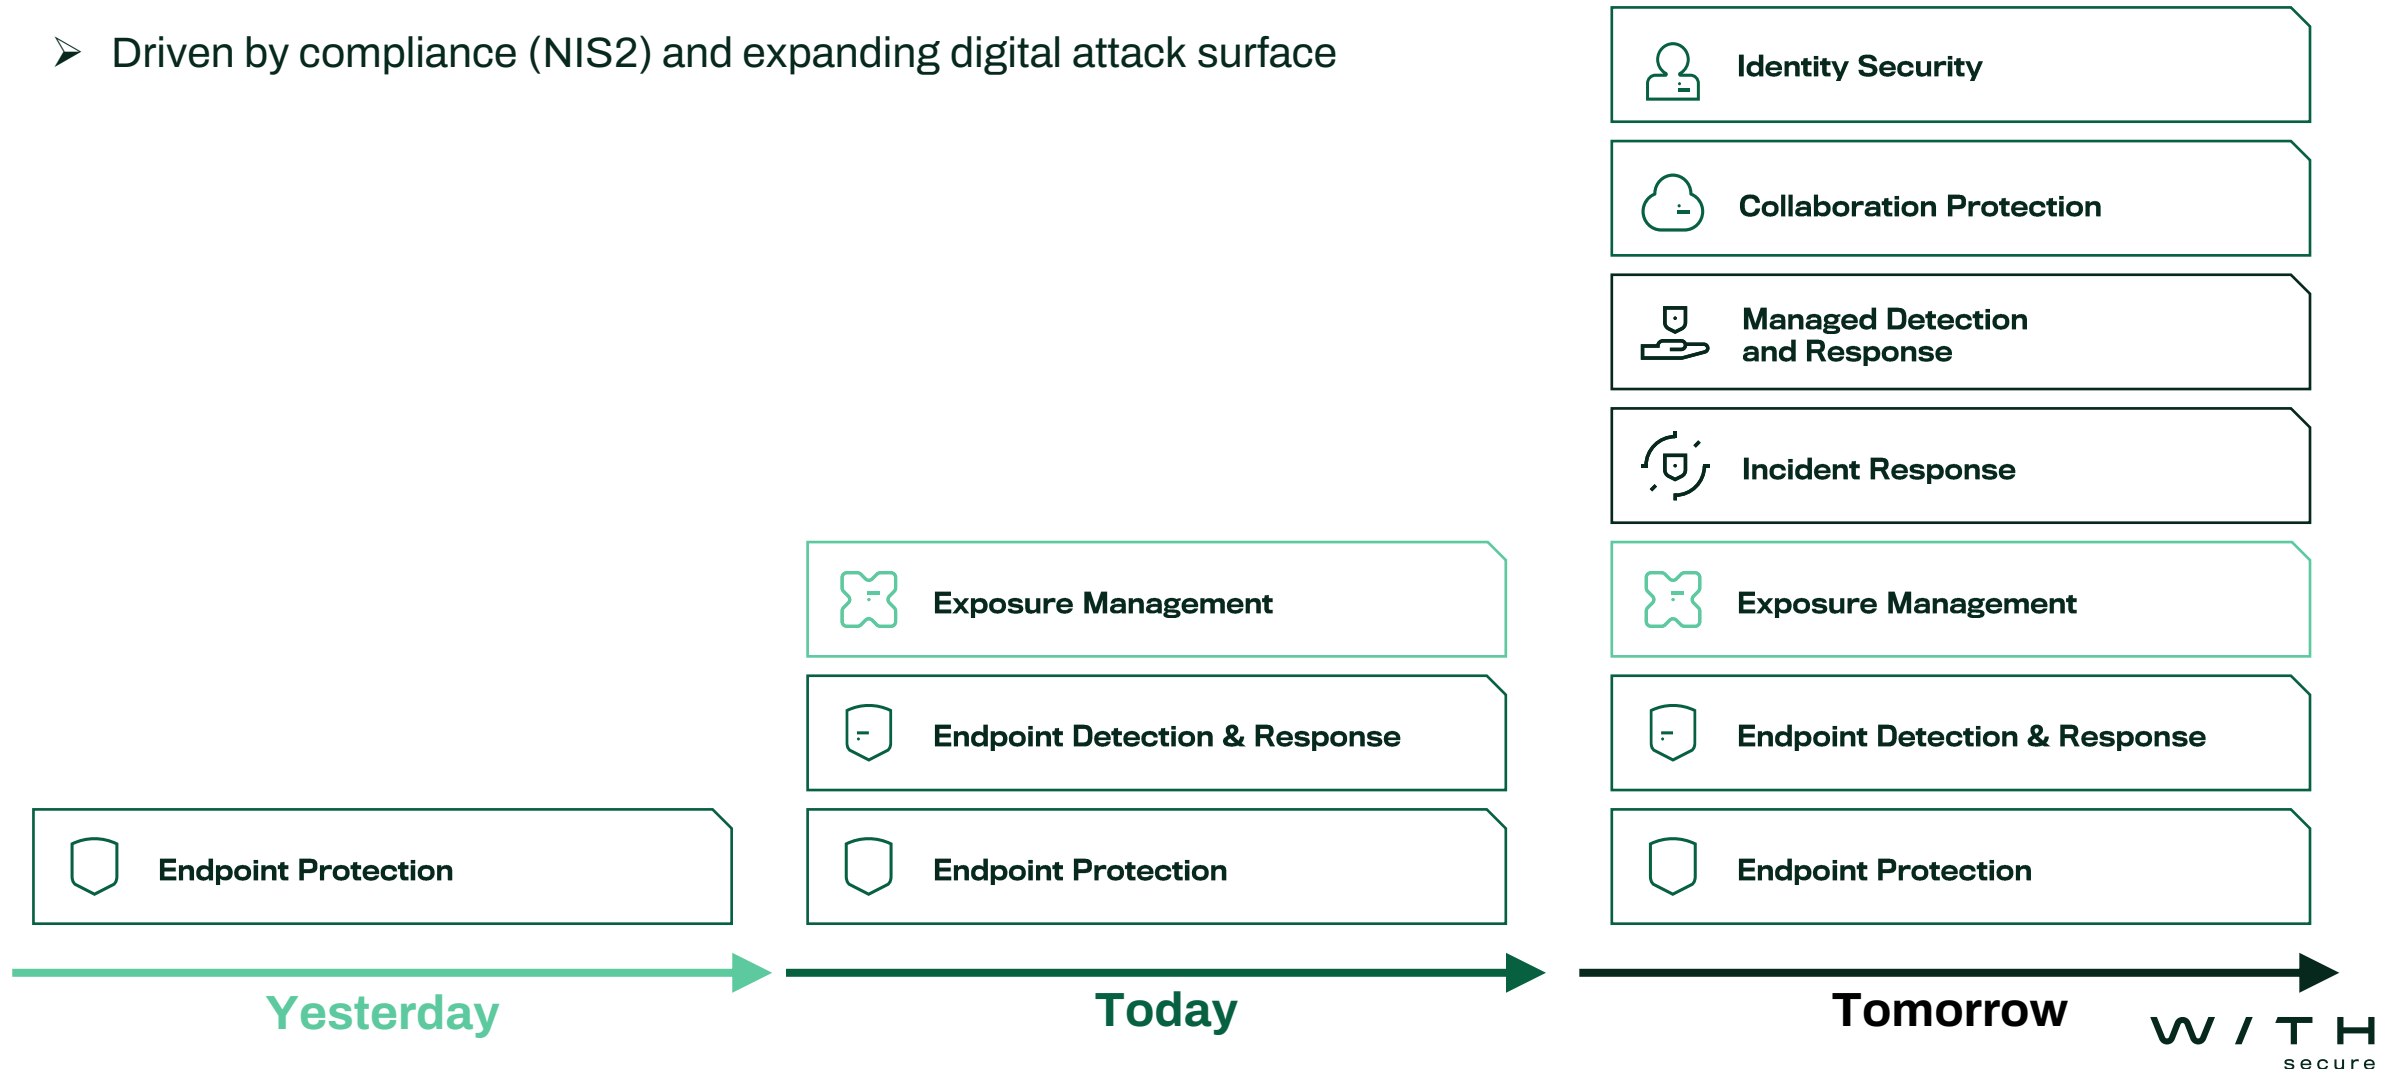 ➢ Driven by compliance (NIS2) and expanding digital attack surface
Endpoint Protection
Yesterday
Exposure Management
Endpoint Detection & Response
Endpoint Protection
Today
Identity Security
Collaboration Protection
Managed Detection
and Response
Incident Response
Exposure Management
Endpoint Detection & Response
Endpoint Protection
Tomorrow
W/TH
secure